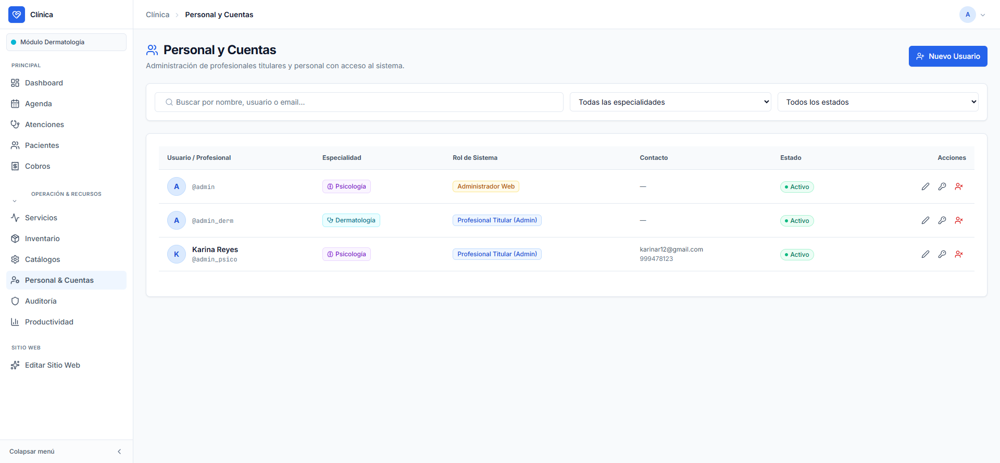 Clínica
Módulo Dermatología
PRINCIPAL
Dashboard
Agenda
Atenciones
Pacientes
Cobros
OPERACIÓN & RECURSOS
Servicios
Inventario
Catálogos
Personal & Cuentas
Auditoría
Productividad
SITIO WEB
Editar Sitio Web
Colapsar menú
Clínica Personal y Cuentas
A
Personal y Cuentas
Administración de profesionales titulares y personal con acceso al sistema.
Nuevo Usuario
Buscar por nombre, usuario o email...
Todas las especialidades
Todos los estados
Usuario / Profesional Especialidad Rol de Sistema Contacto Estado Acciones
A @admin Psicología Administrador Web — Activo
A @admin_derm Dermatología Profesional Titular (Admin) — Activo
K Karina Reyes
@admin_psico
Psicología Profesional Titular (Admin)
karinar12@gmail.com
999478123
Activo